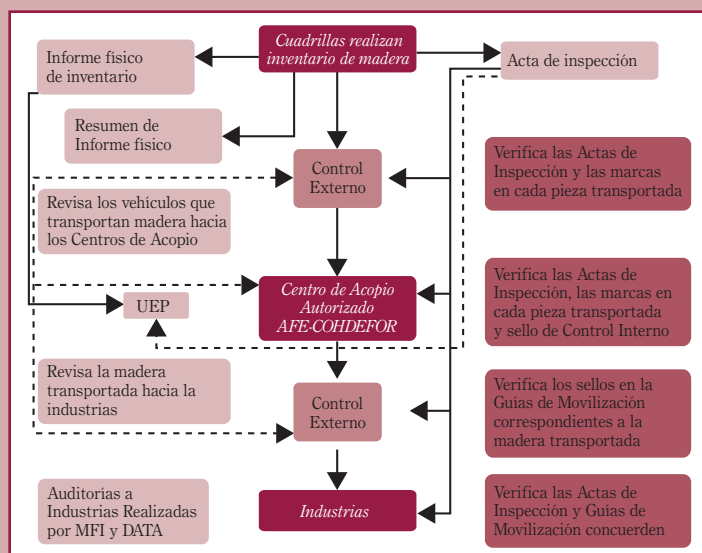 Informe físico
de inventario
Cuadrillas realizan
inventario de madera
Acta de inspección
Resumen de
Informe físico
Control
Externo
Verifica las Actas de
Inspección y las marcas
en cada pieza transportada
Revisa los vehículos que
transportan madera hacia
los Centros de Acopio
UEP
Centro de Acopio
Autorizado
AFE-COHDEFOR
Verifica las Actas de
Inspección, las marcas en
cada pieza transportada
y sello de Control Interno
Revisa la madera
transportada hacia la
industrias
Control
Externo
Verifica los sellos en la
Guías de Movilización
correspondientes a la
madera transportada
Auditorías a
Industrias Realizadas
por MFI y DATA
Industrias
Verifica las Actas de
Inspección y Guías de
Movilización concuerden